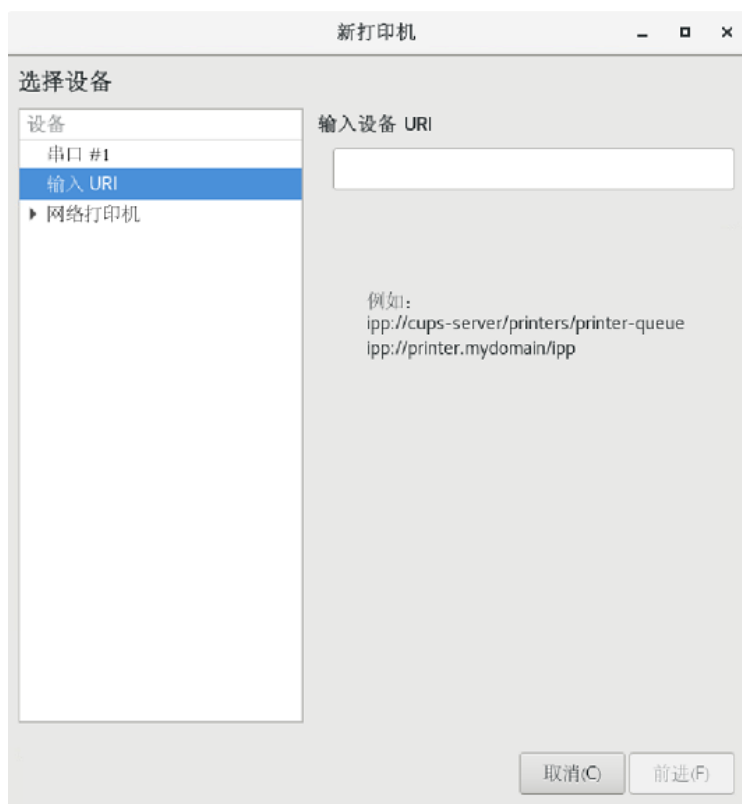 新打印机
选择设备
设备
串口 #1
输入 URI
网络打印机
输入设备 URI
例如：
ipp://cups-server/printers/printer-queue
ipp://printer.mydomain/ipp
取消(C)
前进(F)